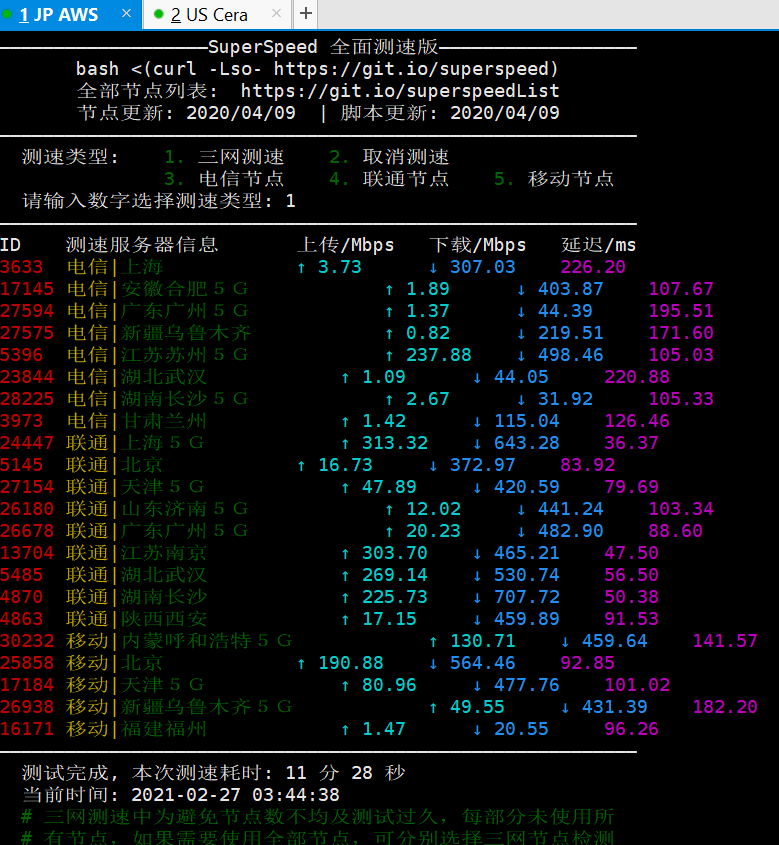 1 JP AWS × 2 US Cera × +
SuperSpeed 全面测速版
bash <(curl -Lso- https://git.io/superspeed)
全部节点列表: https://git.io/superspeedList
节点更新: 2020/04/09 | 脚本更新: 2020/04/09
测速类型: 1. 三网测速 2. 取消测速
3. 电信节点 4. 联通节点 5. 移动节点
请输入数字选择测速类型: 1
ID 测速服务器信息 上传/Mbps 下载/Mbps 延迟/ms
3633 电信|上海 ↑ 3.73 ↓ 307.03 226.20
17145 电信|安徽合肥5G ↑ 1.89 ↓ 403.87 107.67
27594 电信|广东广州5G ↑ 1.37 ↓ 44.39 195.51
27575 电信|新疆乌鲁木齐 ↑ 0.82 ↓ 219.51 171.60
5396 电信|江苏苏州5G ↑ 237.88 ↓ 498.46 105.03
23844 电信|湖北武汉 ↑ 1.09 ↓ 44.05 220.88
28225 电信|湖南长沙5G ↑ 2.67 ↓ 31.92 105.33
3973 电信|甘肃兰州 ↑ 1.42 ↓ 115.04 126.46
24447 联通|上海5G ↑ 313.32 ↓ 643.28 36.37
5145 联通|北京 ↑ 16.73 ↓ 372.97 83.92
27154 联通|天津5G ↑ 47.89 ↓ 420.59 79.69
26180 联通|山东济南5G ↑ 12.02 ↓ 441.24 103.34
26678 联通|广东广州5G ↑ 20.23 ↓ 482.90 88.60
13704 联通|江苏南京 ↑ 303.70 ↓ 465.21 47.50
5485 联通|湖北武汉 ↑ 269.14 ↓ 530.74 56.50
4870 联通|湖南长沙 ↑ 225.73 ↓ 707.72 50.38
4863 联通|陕西西安 ↑ 17.15 ↓ 459.89 91.53
30232 移动|内蒙呼和浩特5G ↑ 130.71 ↓ 459.64 141.57
25858 移动|北京 ↑ 190.88 ↓ 564.46 92.85
17184 移动|天津5G ↑ 80.96 ↓ 477.76 101.02
26938 移动|新疆乌鲁木齐5G ↑ 49.55 ↓ 431.39 182.20
16171 移动|福建福州 ↑ 1.47 ↓ 20.55 96.26
测试完成, 本次测速耗时: 11 分 28 秒
当前时间: 2021-02-27 03:44:38
# 三网测速中为避免节点数不均及测试过久, 每部分未使用所
# 有节点, 如果需要使用全部节点, 可分别选择三网节点检测